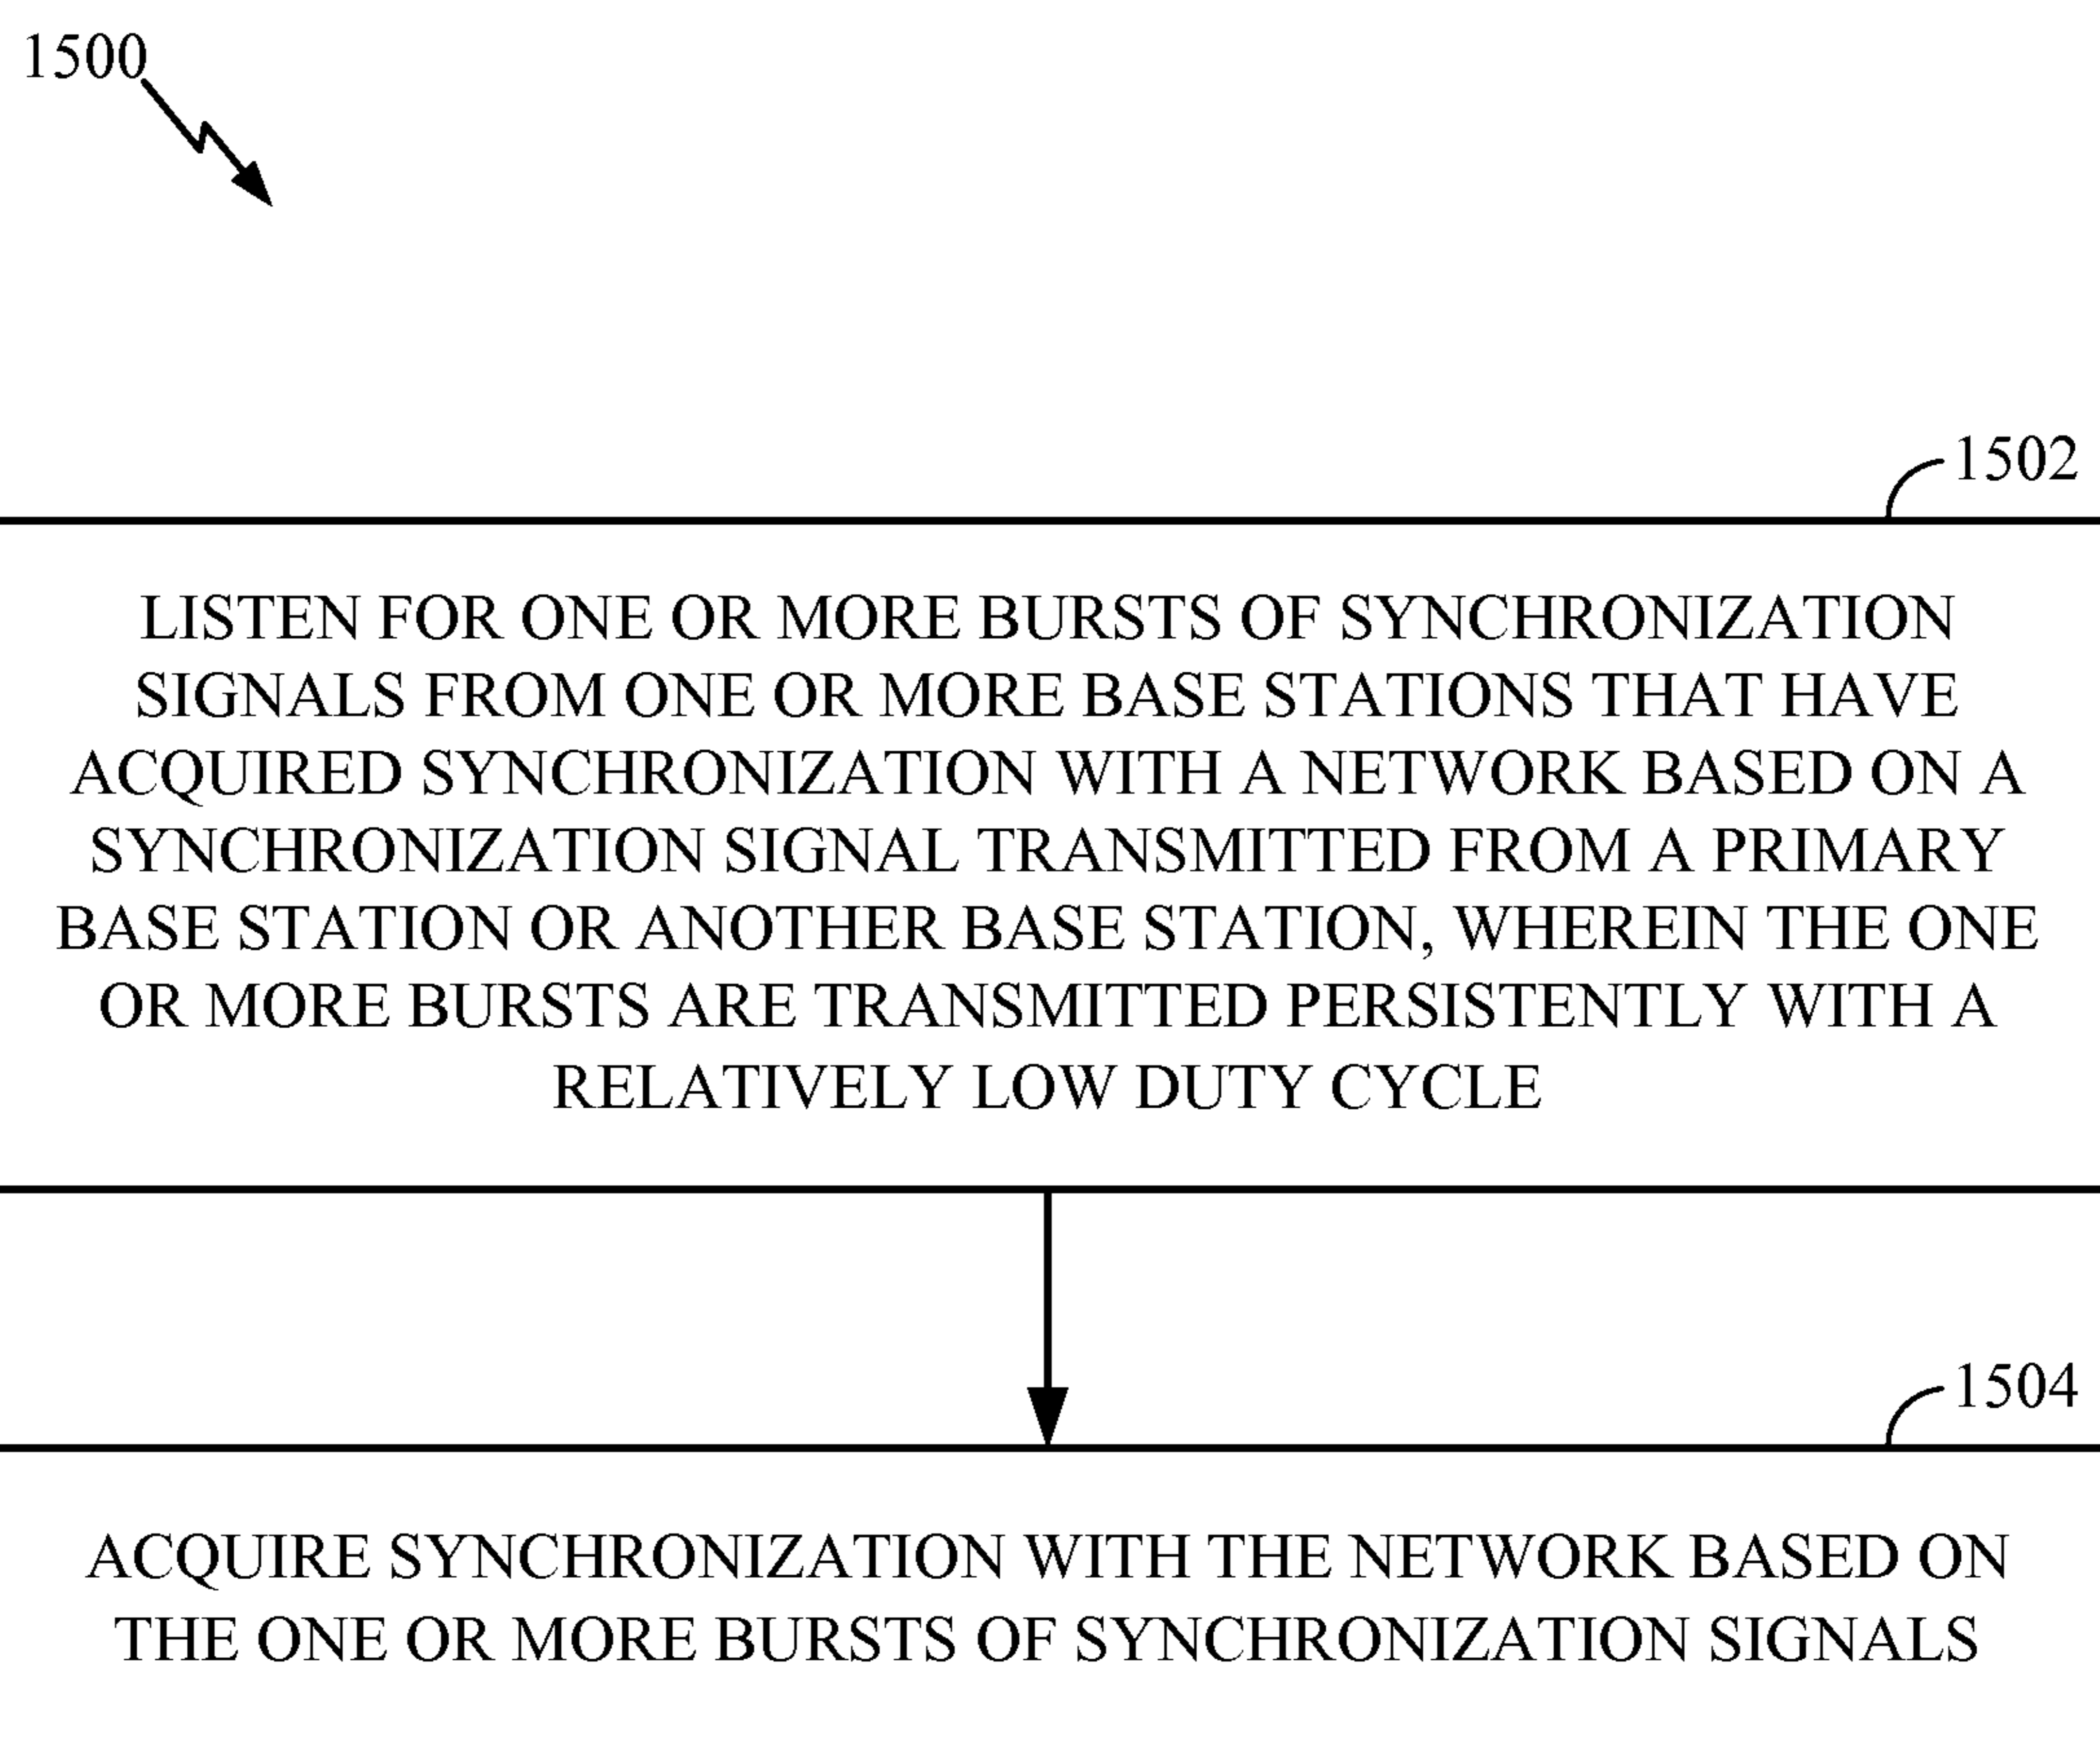 1500
1502
LISTEN FOR ONE OR MORE BURSTS OF SYNCHRONIZATION
SIGNALS FROM ONE OR MORE BASE STATIONS THAT HAVE
ACQUIRED SYNCHRONIZATION WITH A NETWORK BASED ON A
SYNCHRONIZATION SIGNAL TRANSMITTED FROM A PRIMARY
BASE STATION OR ANOTHER BASE STATION, WHEREIN THE ONE
OR MORE BURSTS ARE TRANSMITTED PERSISTENTLY WITH A
RELATIVELY LOW DUTY CYCLE
1504
ACQUIRE SYNCHRONIZATION WITH THE NETWORK BASED ON
THE ONE OR MORE BURSTS OF SYNCHRONIZATION SIGNALS